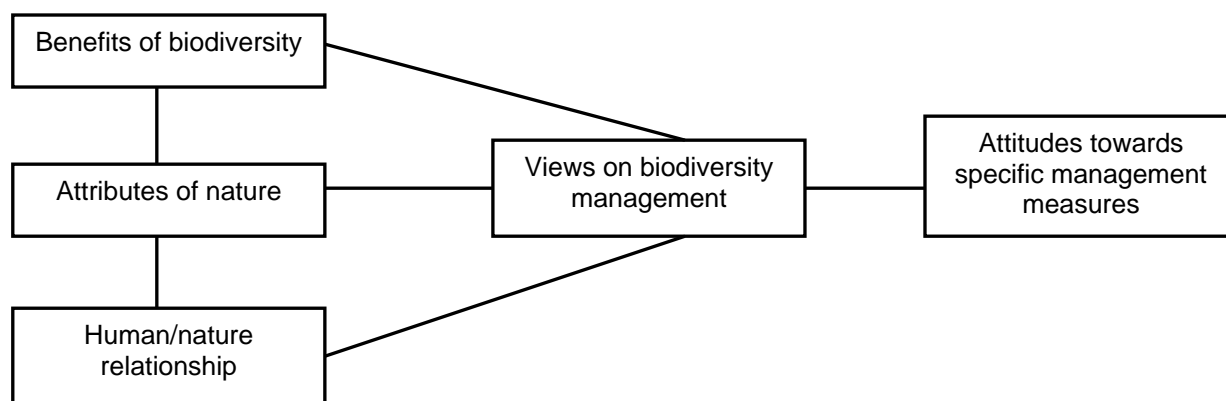 Benefits of biodiversity
Attributes of nature
Human/nature
relationship
Views on biodiversity
management
Attitudes towards
specific management
measures